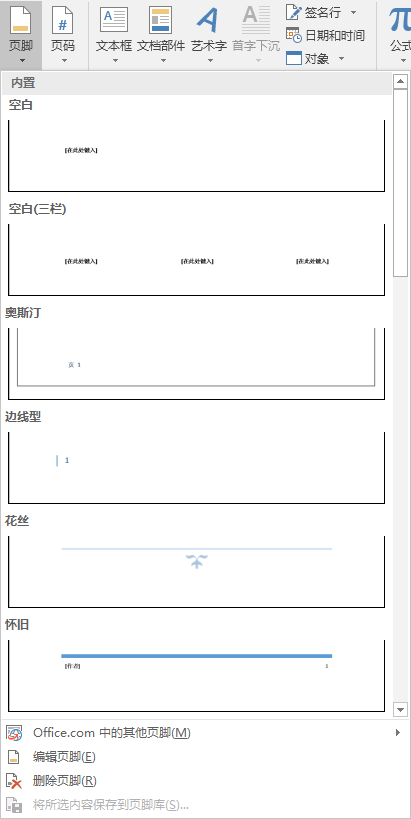 页脚 页码 文本框 文档部件 艺术字 首字下沉 签名行
日期和时间
对象
公式
内置
空白
[在此处键入]
空白(三栏)
[在此处键入] [在此处键入] [在此处键入]
奥斯汀
页 1
边线型
1
花丝
怀旧
[作者] 1
Office.com 中的其他页脚(M)
编辑页脚(E)
删除页脚(R)
将所选内容保存到页脚库(S)...